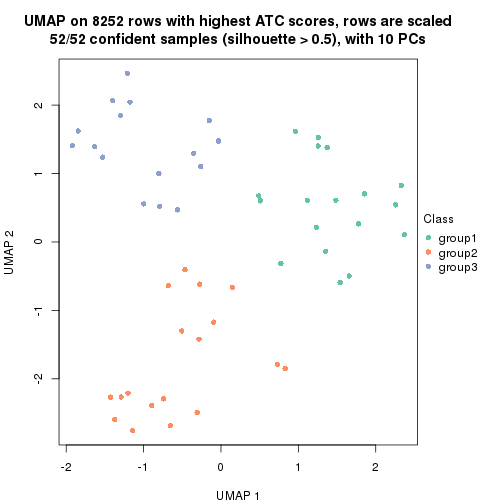 UMAP on 8252 rows with highest ATC scores, rows are scaled
52/52 confident samples (silhouette > 0.5), with 10 PCs
2
1
0
-1
-2
UMAP 2
-2
-1
0
1
2
UMAP 1
Class
group1
group2
group3